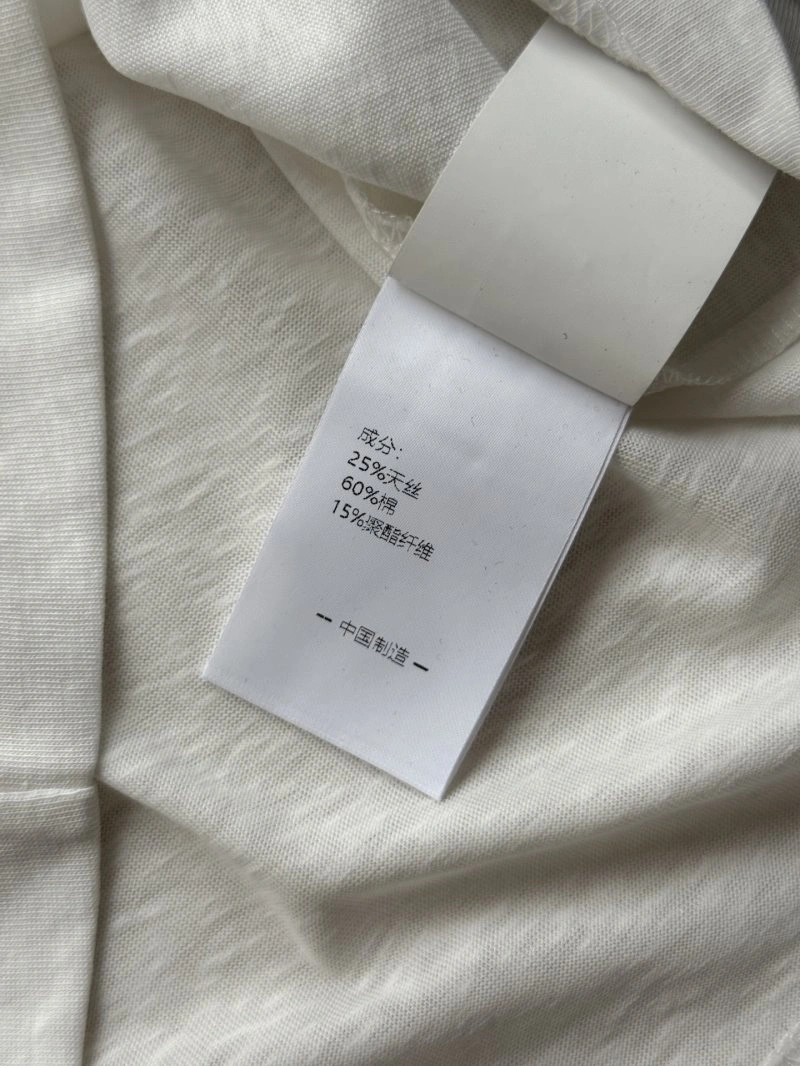 成分：
25%天丝
60%棉
15%聚酯纤维
-- 中国制造 --